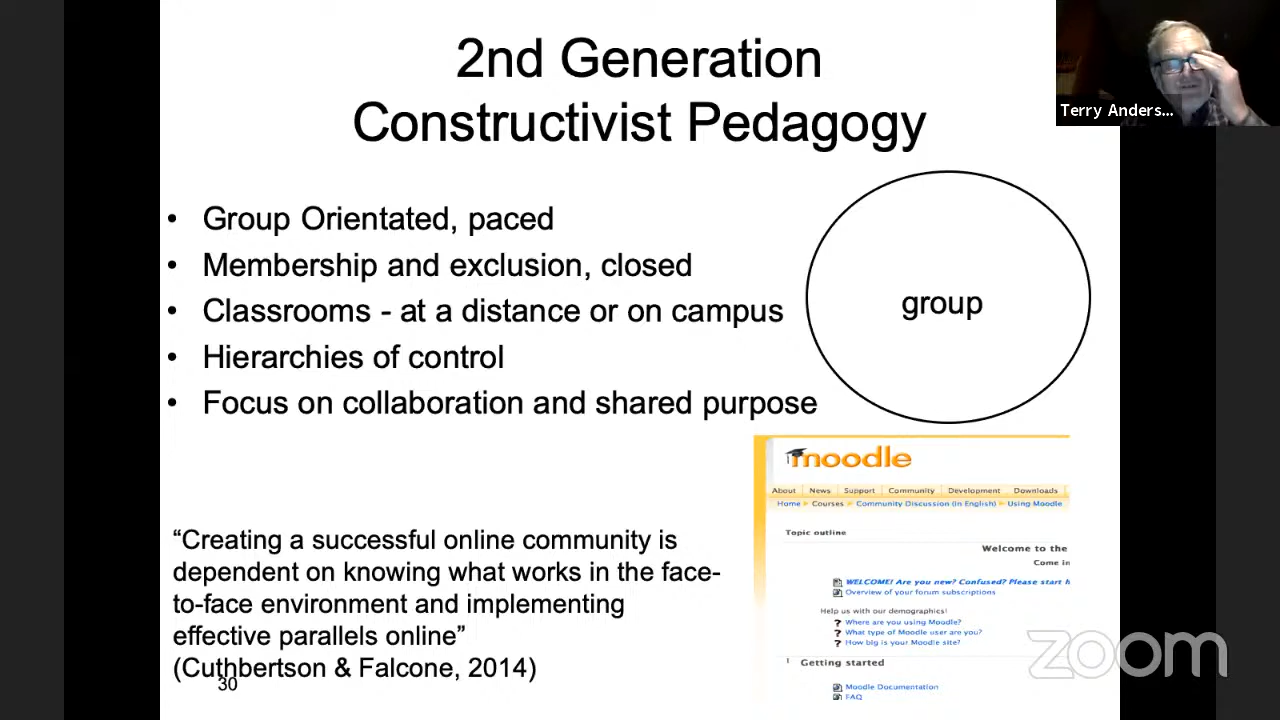 2nd Generation
Constructivist Pedagogy
Terry Anders...
• Group Orientated, paced
• Membership and exclusion, closed
• Classrooms - at a distance or on campus
• Hierarchies of control
• Focus on collaboration and shared purpose
group
“Creating a successful online community is
dependent on knowing what works in the face-
to-face environment and implementing
effective parallels online”
(Cuthbertson & Falcone, 2014)
30
moodle
About News Support Community Development Downloads
Home ► Courses ► Community Discussion (in English) ► Using Moodle
Topic outline
Welcome to the
Come in
WELCOME! Are you new? Confused? Please start h
Overview of your forum subscriptions
Help us with our demographics!
? Where are you using Moodle?
? What type of Moodle user are you?
? How big is your Moodle site?
1 Getting started
Moodle Documentation
FAQ
zoom